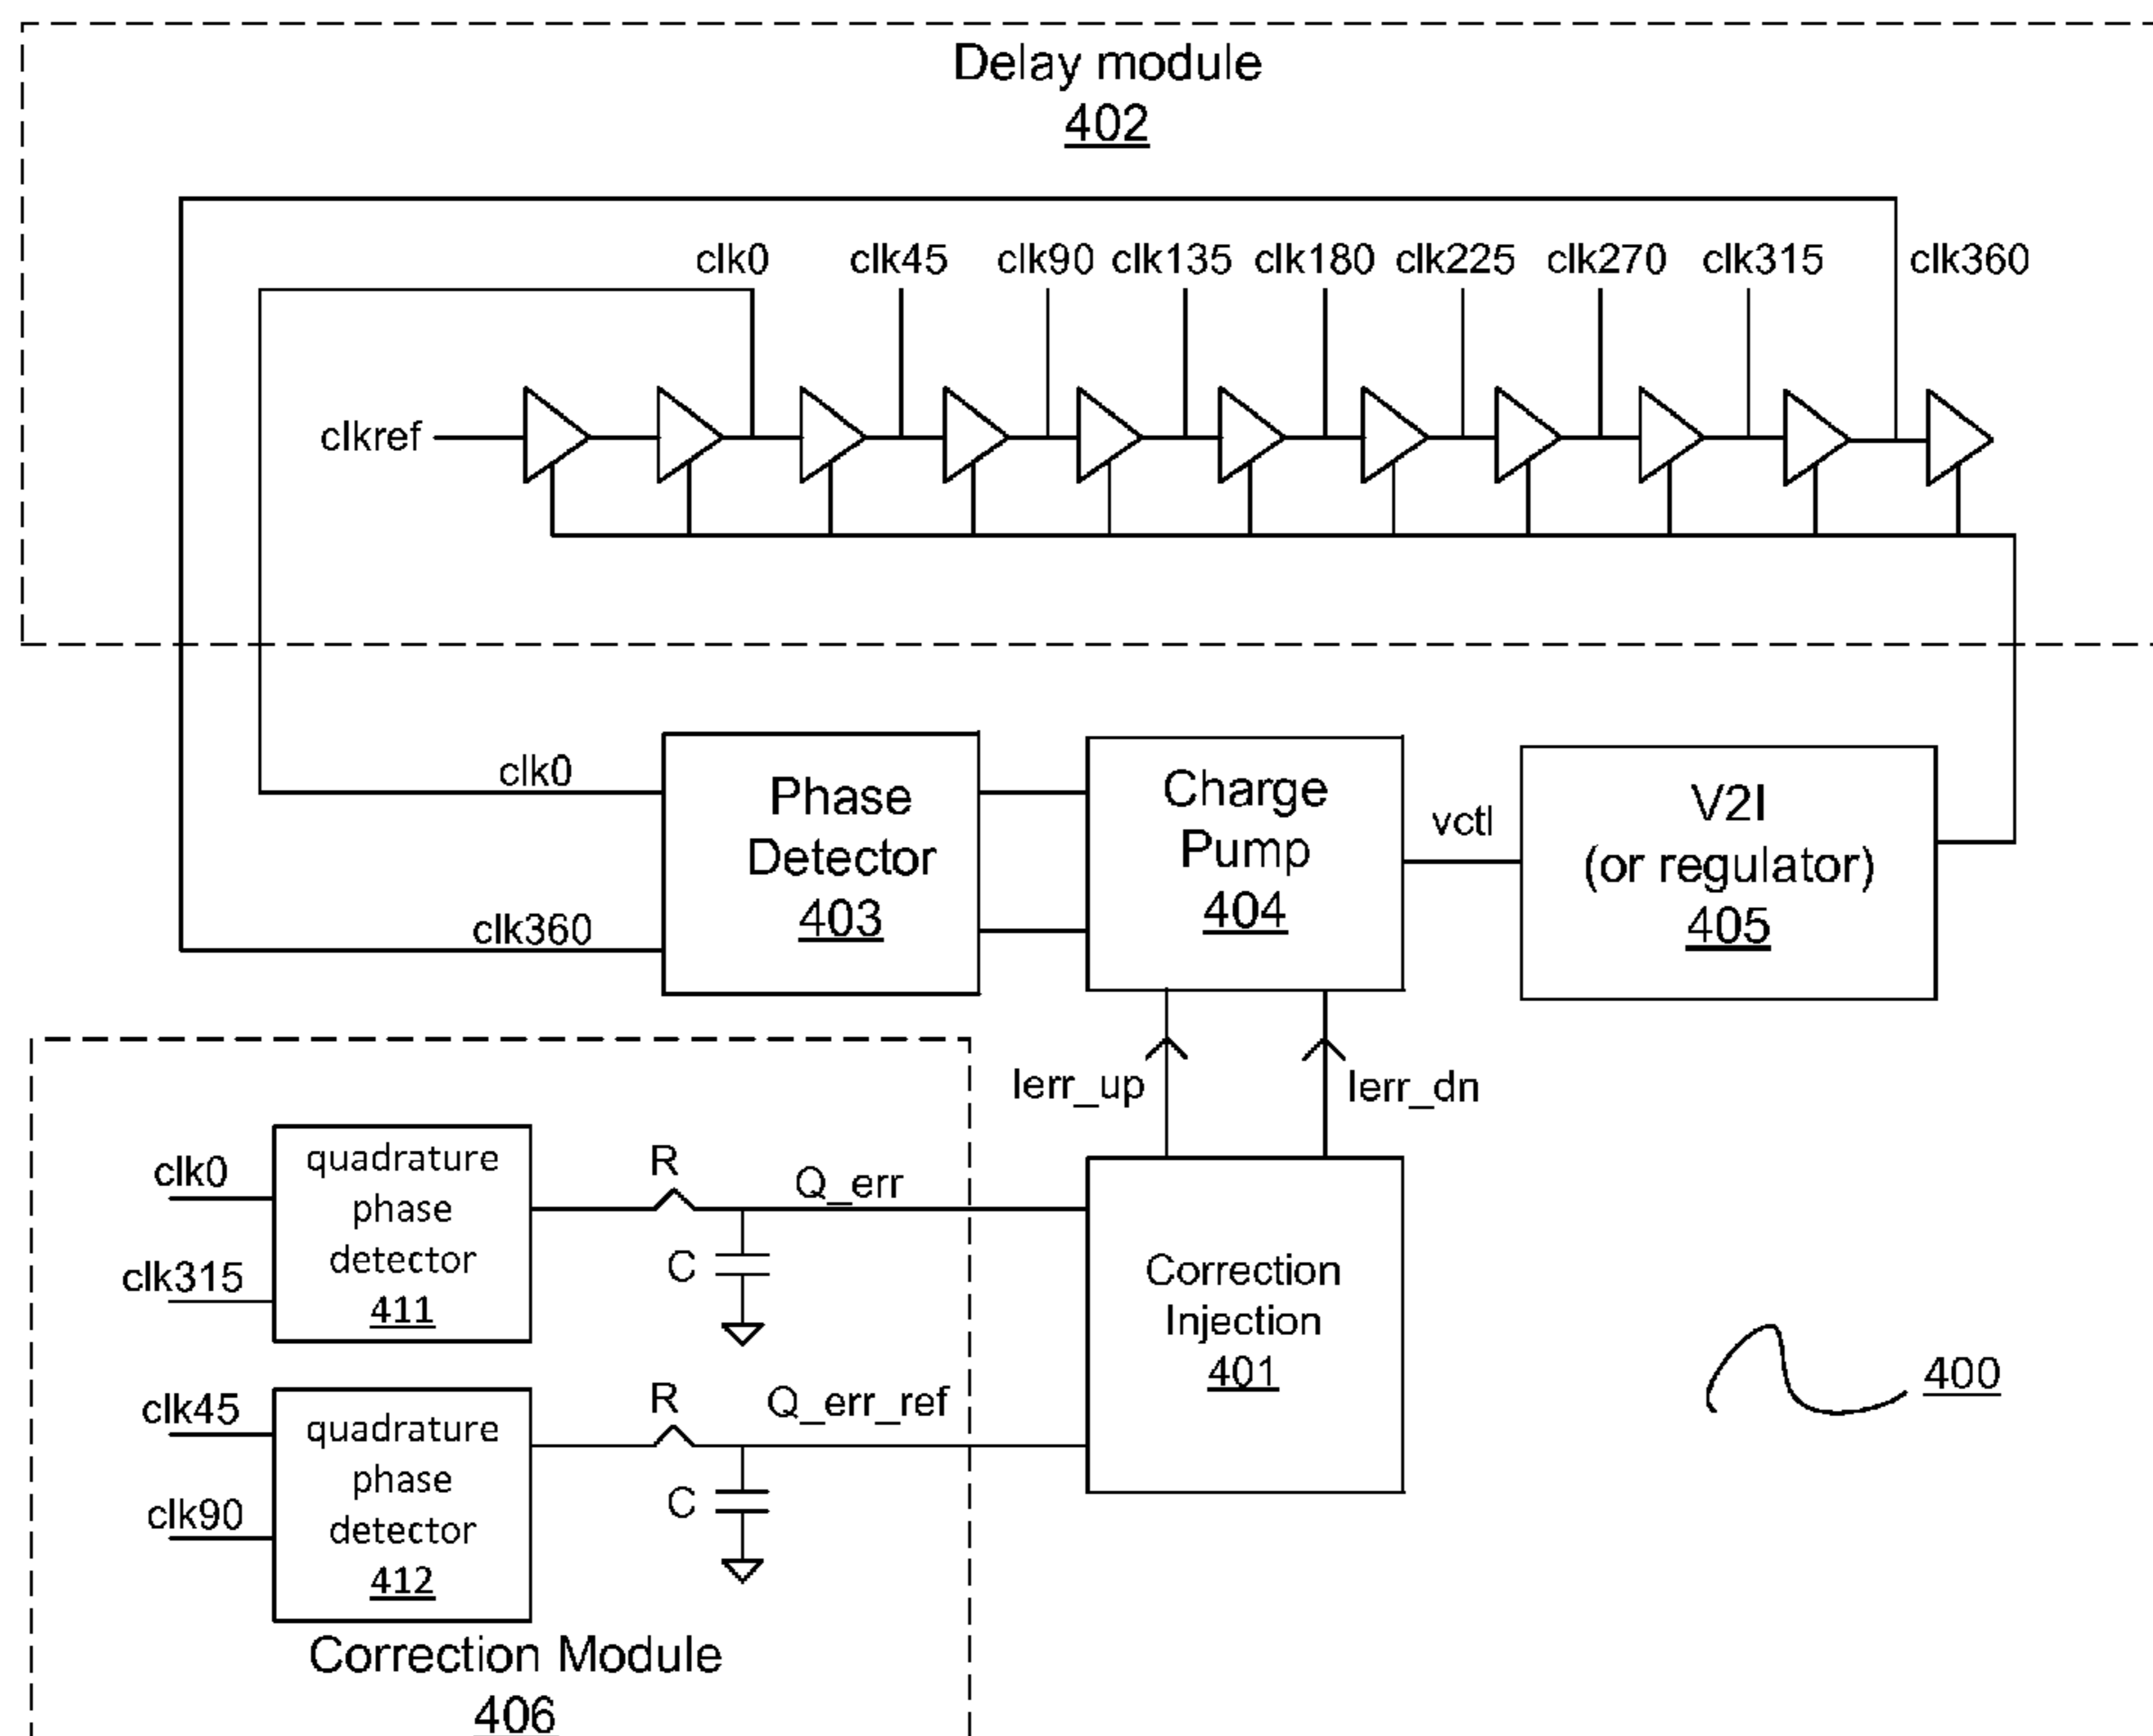 Delay module
402
clk0 clk45 clk90 clk135 clk180 clk225 clk270 clk315 clk360
clkref
clk0
clk360
Phase
Detector
403
Charge
Pump
404
vctl
V2I
(or regulator)
405
Ierr_up
Ierr_dn
clk0
clk315
quadrature
phase
detector
411
R
C
Q_err
clk45
clk90
quadrature
phase
detector
412
R
C
Q_err_ref
Correction
Injection
401
400
Correction Module
406